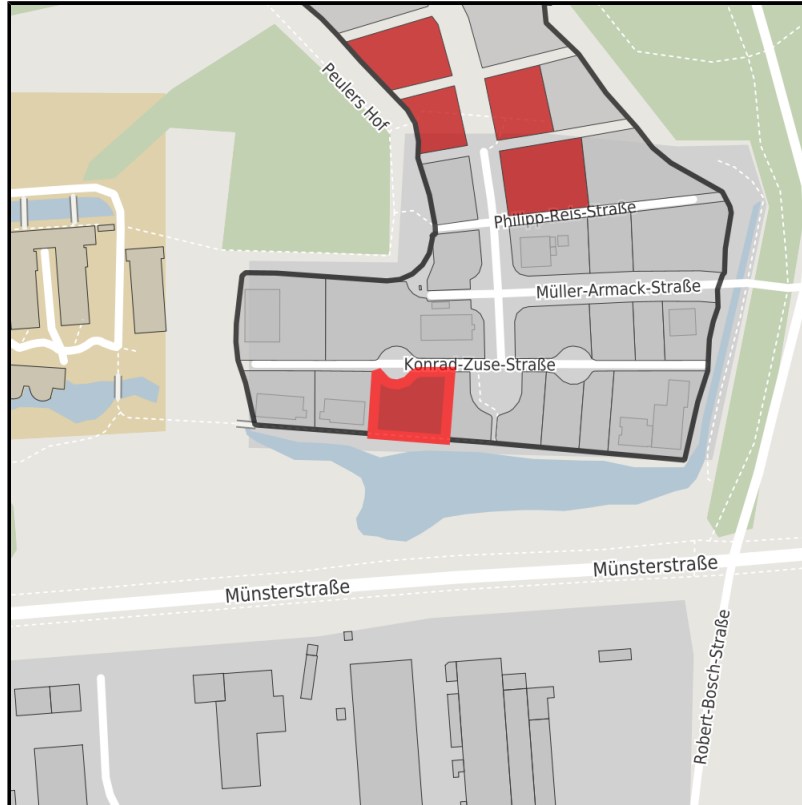 Peulers Hof
Philipp-Reis-Straße
Müller-Armack-Straße
Konrad-Zuse-Straße
Münsterstraße
Münsterstraße
Robert-Bosch-Straße